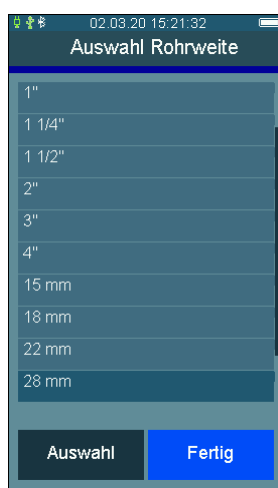 02.03.20 15:21:32
Auswahl Rohrweite
1"
1 1/4"
1 1/2"
2"
3"
4"
15 mm
18 mm
22 mm
28 mm
Auswahl Fertig